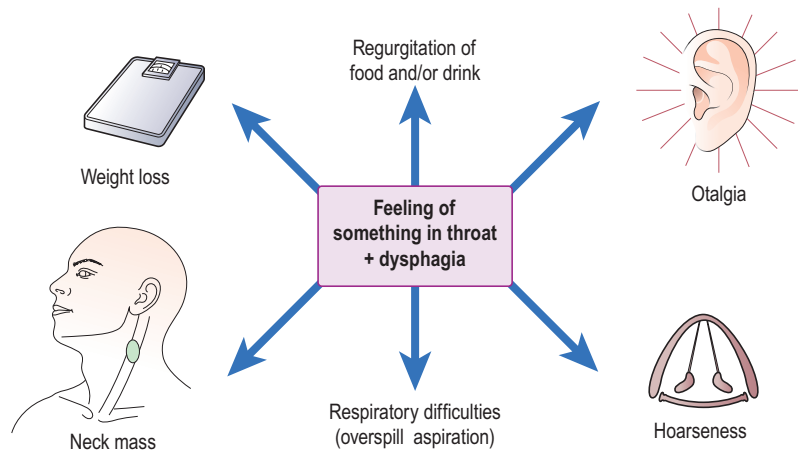 Regurgitation of
food and/or drink
Weight loss
Otalgia
Feeling of
something in throat
+ dysphagia
Neck mass
Respiratory difficulties
(overspill aspiration)
Hoarseness